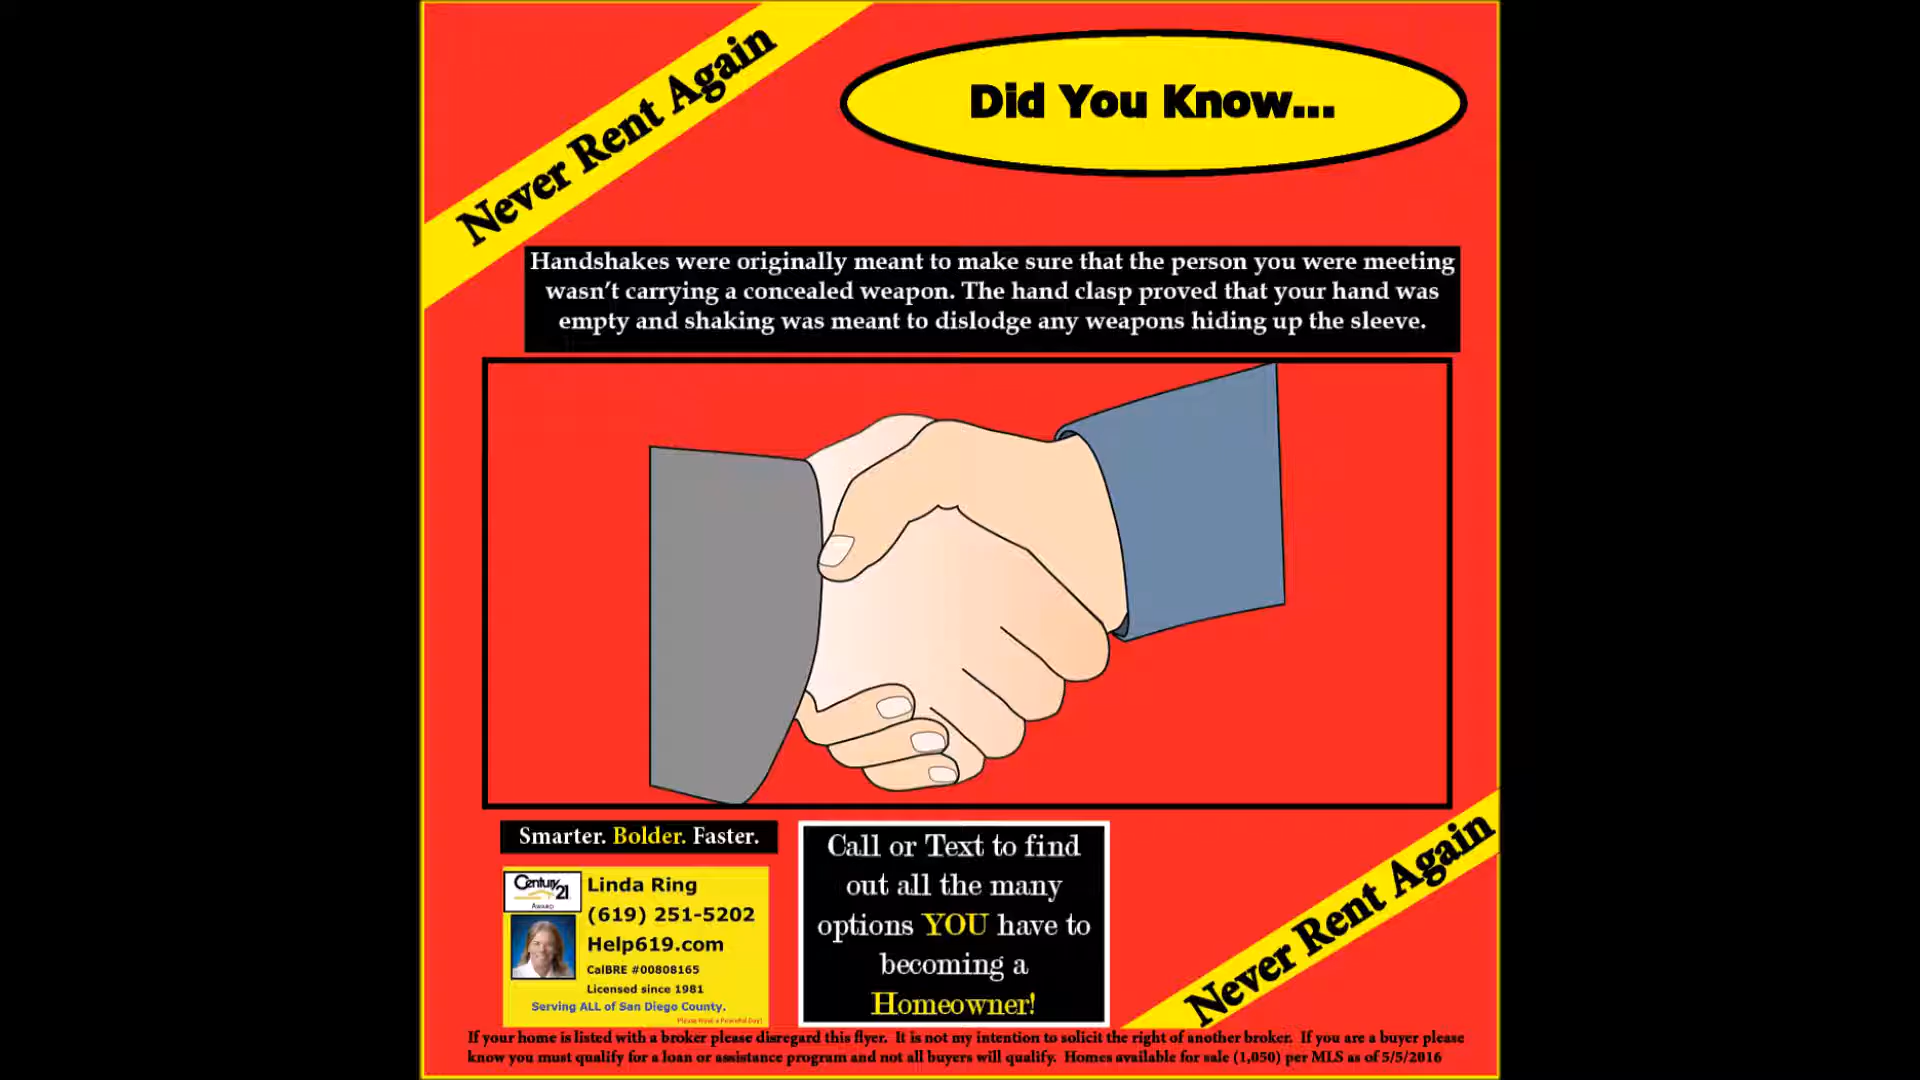 Never Rent Again
Did You Know...
Handshakes were originally meant to make sure that the person you were meeting
wasn't carrying a concealed weapon. The hand clasp proved that your hand was
empty and shaking was meant to dislodge any weapons hiding up the sleeve.
Smarter. Bolder. Faster.
Century 21
AWARD
Linda Ring
(619) 251-5202
Help619.com
CalBRE #00808165
Licensed since 1981
Serving ALL of San Diego County.
Please Have a Peaceful Day!
Call or Text to find
out all the many
options YOU have to
becoming a
Homeowner!
Never Rent Again
If your home is listed with a broker please disregard this flyer. It is not my intention to solicit the right of another broker. If you are a buyer please
know you must qualify for a loan or assistance program and not all buyers will qualify. Homes available for sale (1,050) per MLS as of 5/5/2016